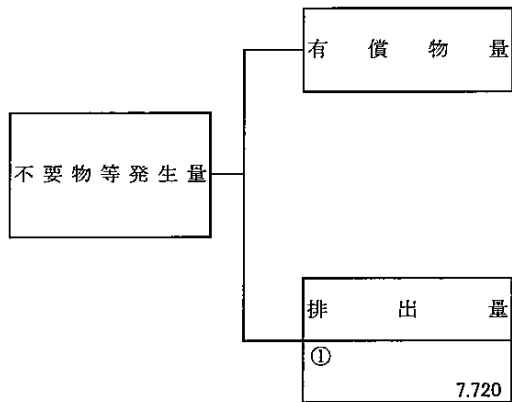 有償物量
不要物等発生量
排出量
①
7.720